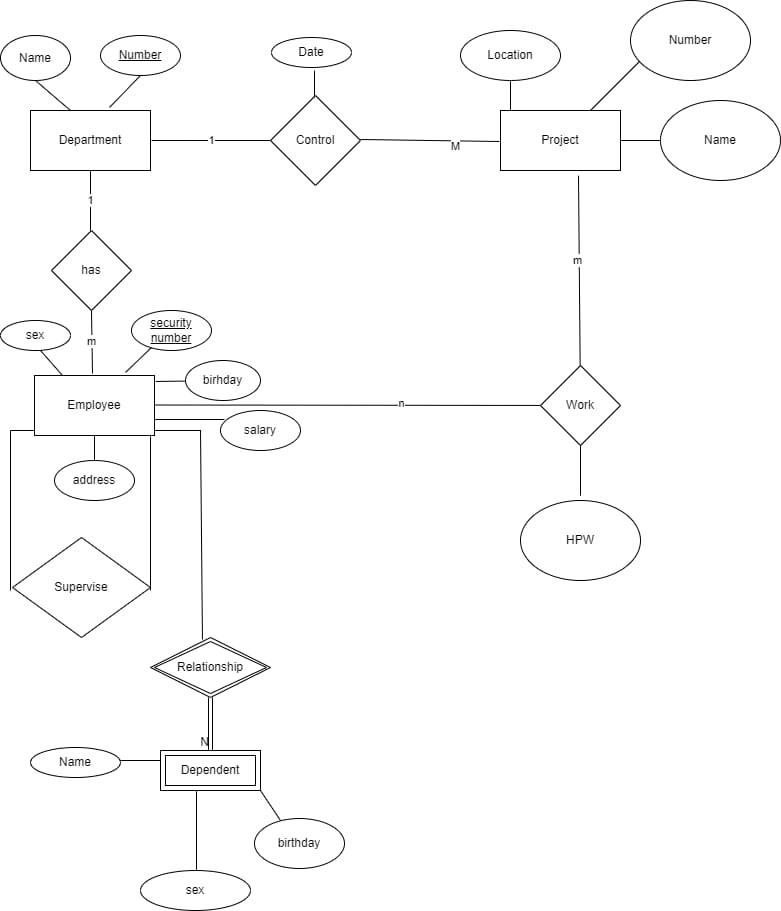 Name
Number
Date
Location
Number
Department
1
Control
M
Project
Name
1
m
has
sex
security
number
m
birhday
Employee
n
Work
salary
address
HPW
Supervise
Relationship
N
Name
Dependent
birthday
sex